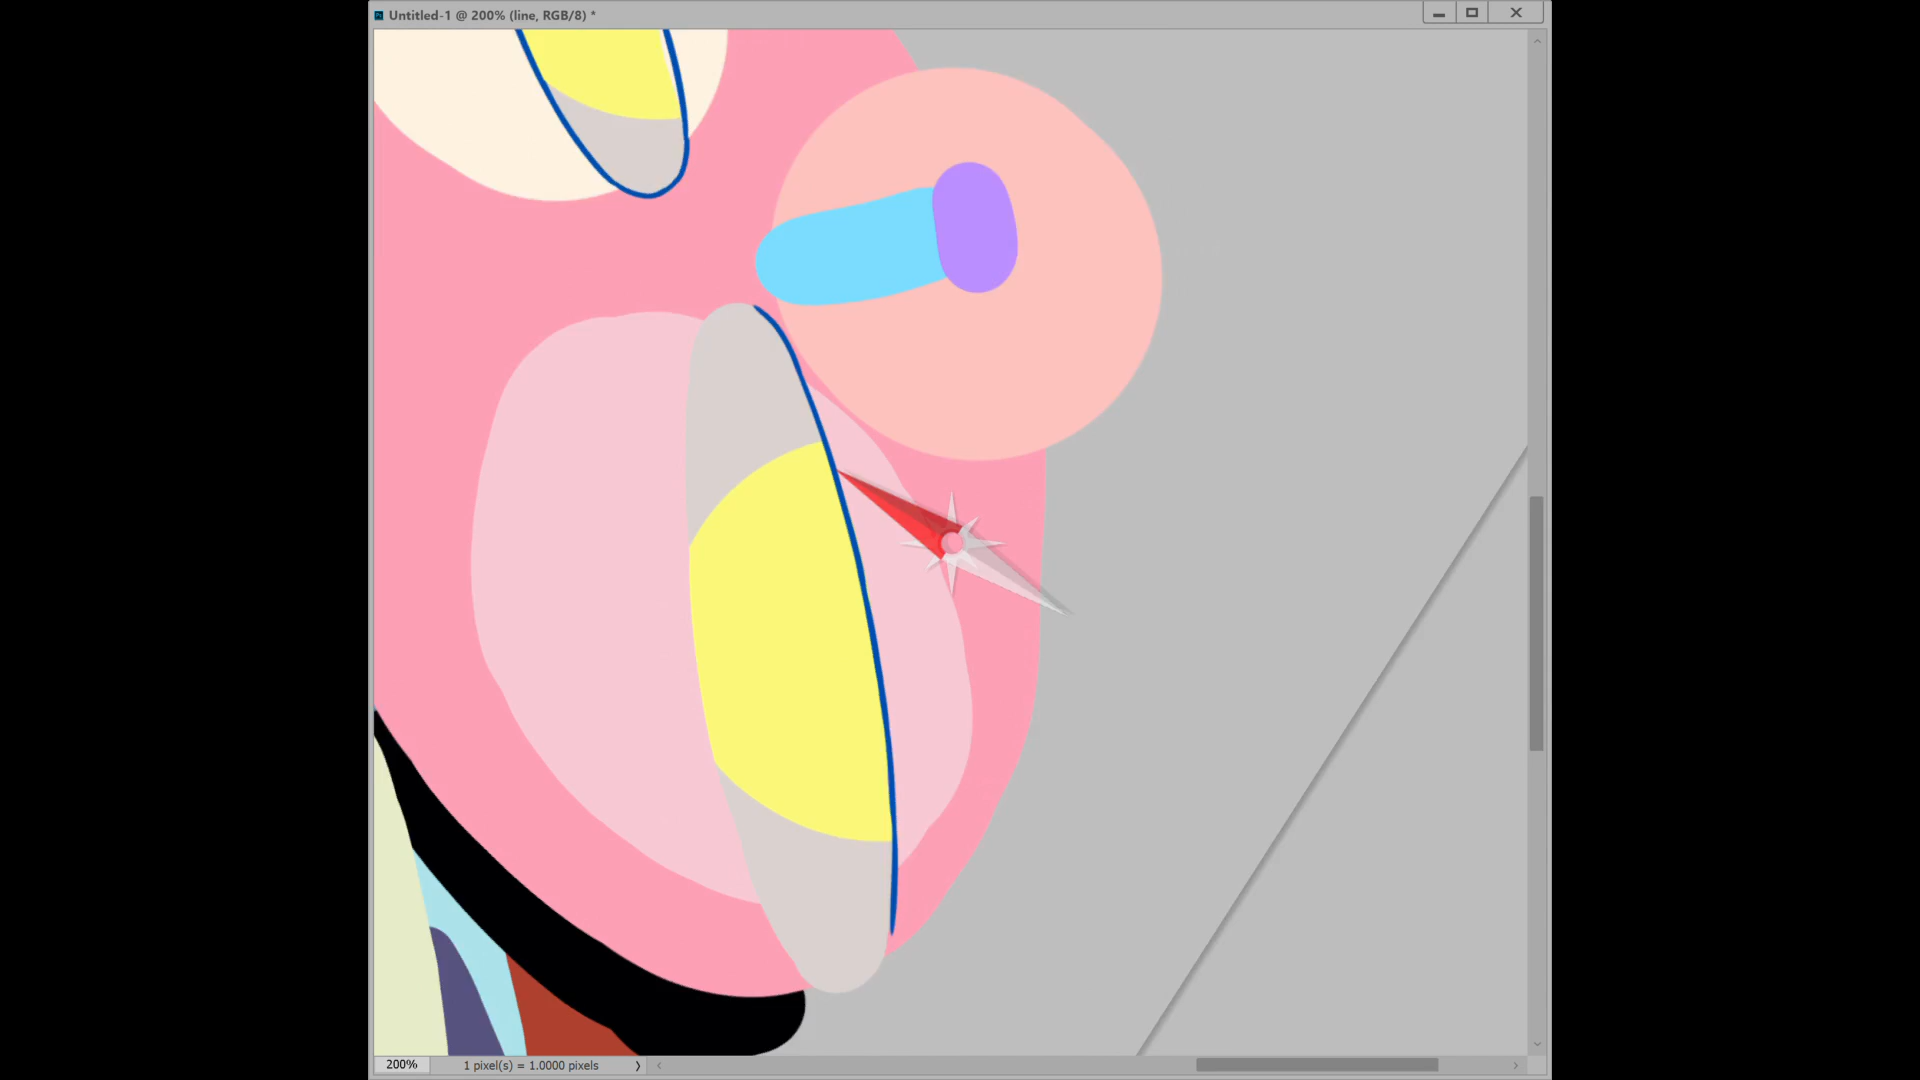 Untitled-1 @ 200% (line, RGB/8) *
200%
1 pixel(s) = 1.0000 pixels